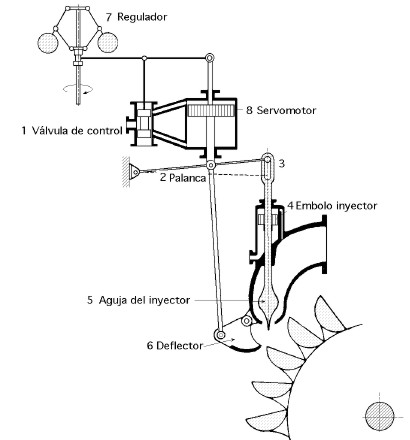 7 Regulador
8 Servomotor
1 Válvula de control
3
2 Palanca
4 Embolo inyector
5 Aguja del inyector
6 Deflector